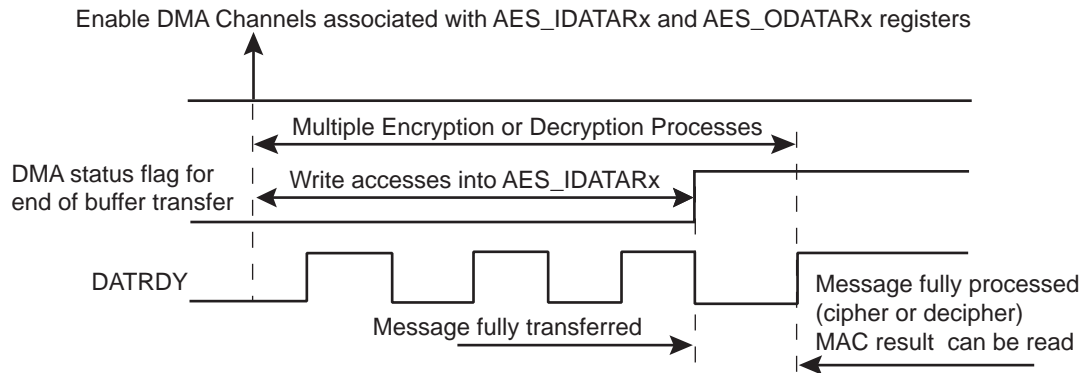 Enable DMA Channels associated with AES_IDATARx and AES_ODATARx registers
Multiple Encryption or Decryption Processes
DMA status flag for
end of buffer transfer
Write accesses into AES_IDATARx
DATRDY
Message fully transferred
Message fully processed
(cipher or decipher)
MAC result can be read